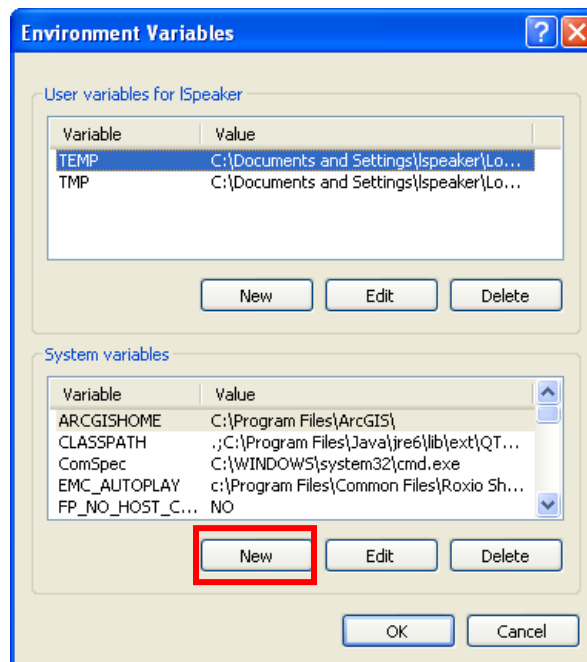 Environment Variables
User variables for lSpeaker
Variable Value
TEMP C:\Documents and Settings\lspeaker\Lo...
TMP C:\Documents and Settings\lspeaker\Lo...
New Edit Delete
System variables
Variable Value
ARCGISHOME C:\Program Files\ArcGIS\
CLASSPATH .;C:\Program Files\Java\jre6\lib\ext\QT...
ComSpec C:\WINDOWS\system32\cmd.exe
EMC_AUTOPLAY c:\Program Files\Common Files\Roxio Sh...
FP_NO_HOST_C... NO
New Edit Delete
OK Cancel